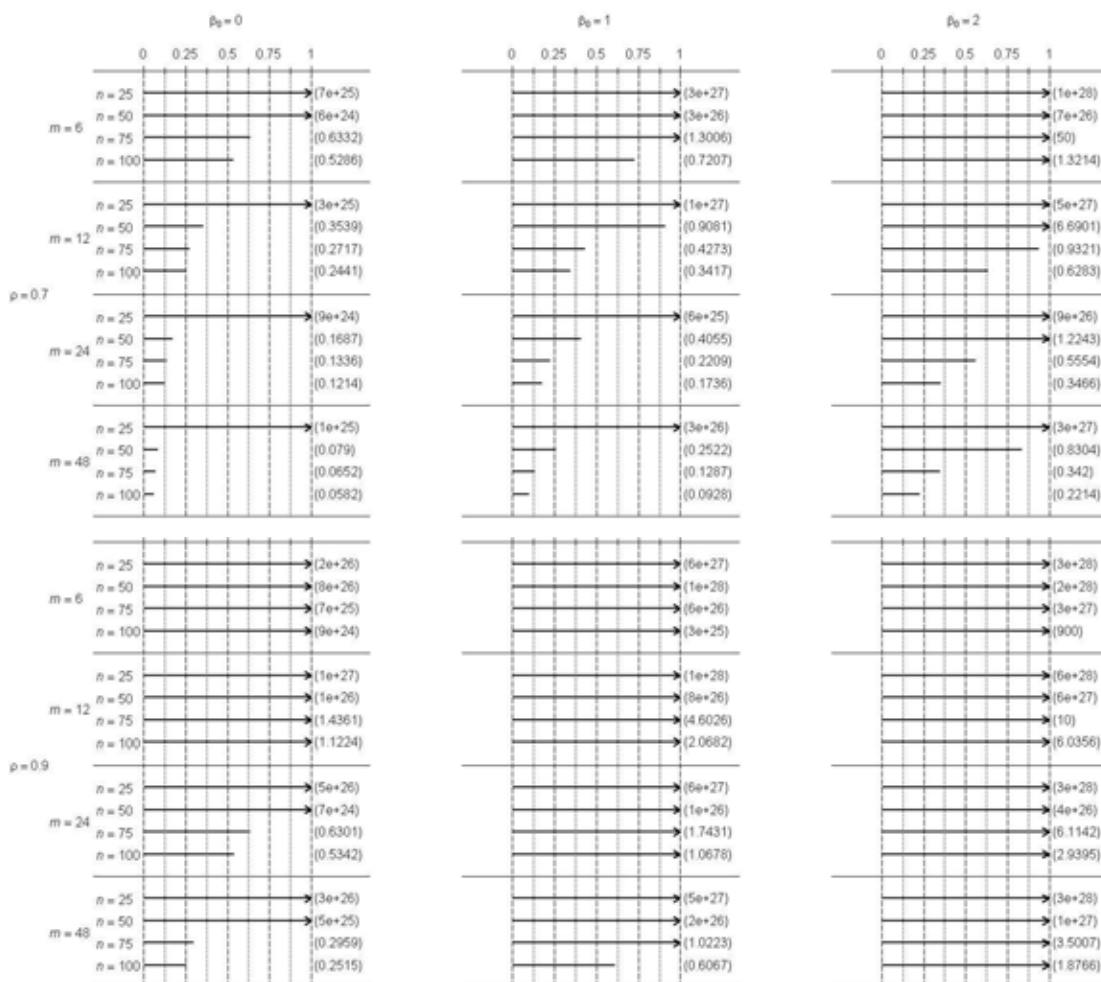 β₀ = 0 β₀ = 1 β₀ = 2
0 0.25 0.5 0.75 1 0 0.25 0.5 0.75 1 0 0.25 0.5 0.75 1
ρ = 0.7
m = 6
n = 25 (7e+25) (3e+27) (1e+28)
n = 50 (6e+24) (3e+26) (7e+26)
n = 75 (0.6332) (1.3006) (50)
n = 100 (0.5286) (0.7207) (1.3214)
m = 12
n = 25 (3e+25) (1e+27) (5e+27)
n = 50 (0.3539) (0.9081) (6.6901)
n = 75 (0.2717) (0.4273) (0.9321)
n = 100 (0.2441) (0.3417) (0.6283)
m = 24
n = 25 (9e+24) (6e+25) (9e+26)
n = 50 (0.1687) (0.4055) (1.2243)
n = 75 (0.1336) (0.2209) (0.5554)
n = 100 (0.1214) (0.1736) (0.3466)
m = 48
n = 25 (1e+25) (3e+26) (3e+27)
n = 50 (0.079) (0.2522) (0.8304)
n = 75 (0.0652) (0.1287) (0.342)
n = 100 (0.0582) (0.0928) (0.2214)
ρ = 0.9
m = 6
n = 25 (2e+26) (6e+27) (3e+28)
n = 50 (8e+26) (1e+28) (2e+28)
n = 75 (7e+25) (6e+26) (3e+27)
n = 100 (9e+24) (3e+25) (900)
m = 12
n = 25 (1e+27) (1e+28) (6e+28)
n = 50 (1e+26) (8e+26) (6e+27)
n = 75 (1.4361) (4.6026) (10)
n = 100 (1.1224) (2.0682) (6.0356)
m = 24
n = 25 (5e+26) (6e+27) (3e+28)
n = 50 (7e+24) (1e+26) (4e+26)
n = 75 (0.6301) (1.7431) (6.1142)
n = 100 (0.5342) (1.0678) (2.9395)
m = 48
n = 25 (3e+26) (5e+27) (3e+28)
n = 50 (5e+25) (2e+26) (1e+27)
n = 75 (0.2959) (1.0223) (3.5007)
n = 100 (0.2515) (0.6067) (1.8766)